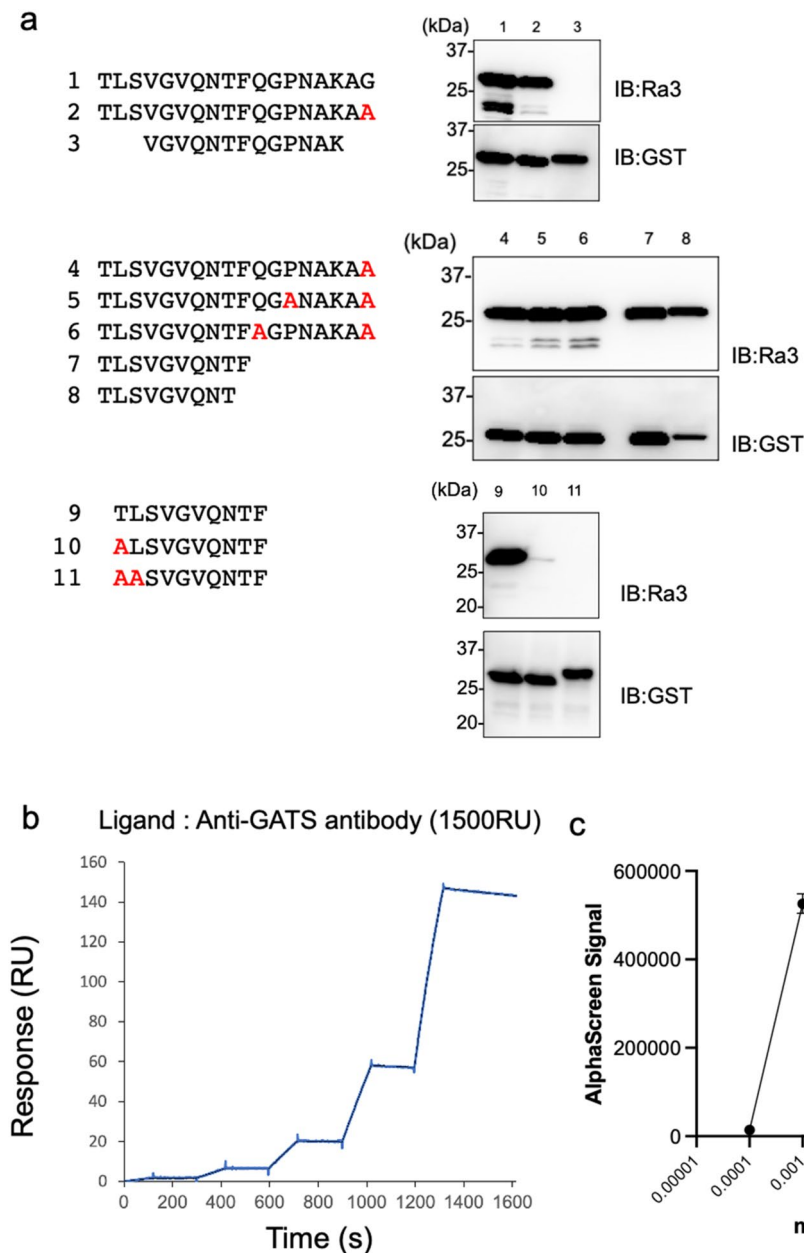 a
(kDa) 1 2 3
1 TLSVGVQNTFQGPNAKAG
2 TLSVGVQNTFQGPNAKAA
3 VGVQNTFQGPNAK
37-
25-
IB:Ra3
37-
25-
IB:GST
(kDa) 4 5 6 7 8
4 TLSVGVQNTFQGPNAKAA
5 TLSVGVQNTFQGANAKAA
6 TLSVGVQNTFAGPNAKAA
7 TLSVGVQNTF
8 TLSVGVQNT
37-
25-
IB:Ra3
37-
25-
IB:GST
(kDa) 9 10 11
9 TLSVGVQNTF
10 ALSVGVQNTF
11 AASVGVQNTF
37-
25-
20-
IB:Ra3
37-
25-
20-
IB:GST
b Ligand : Anti-GATS antibody (1500RU)
Response (RU)
160
140
120
100
80
60
40
20
0
0 200 400 600 800 1000 1200 1400 1600
Time (s)
c
AlphaScreen Signal
600000
400000
200000
0
0.00001 0.0001 0.001